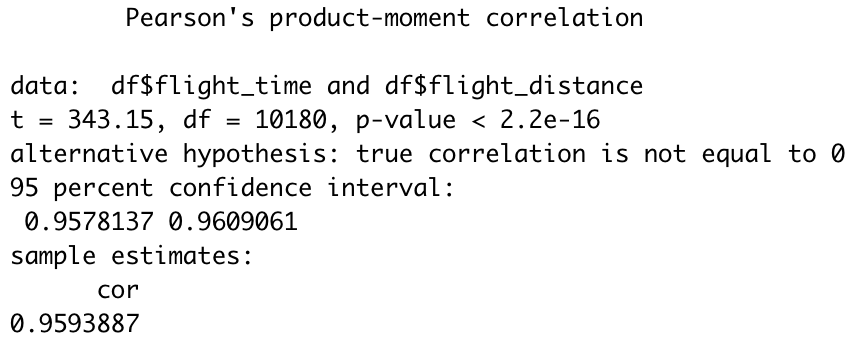 Pearson's product-moment correlation
data:  df$flight_time and df$flight_distance
t = 343.15, df = 10180, p-value < 2.2e-16
alternative hypothesis: true correlation is not equal to 0
95 percent confidence interval:
 0.9578137 0.9609061
sample estimates:
      cor
0.9593887